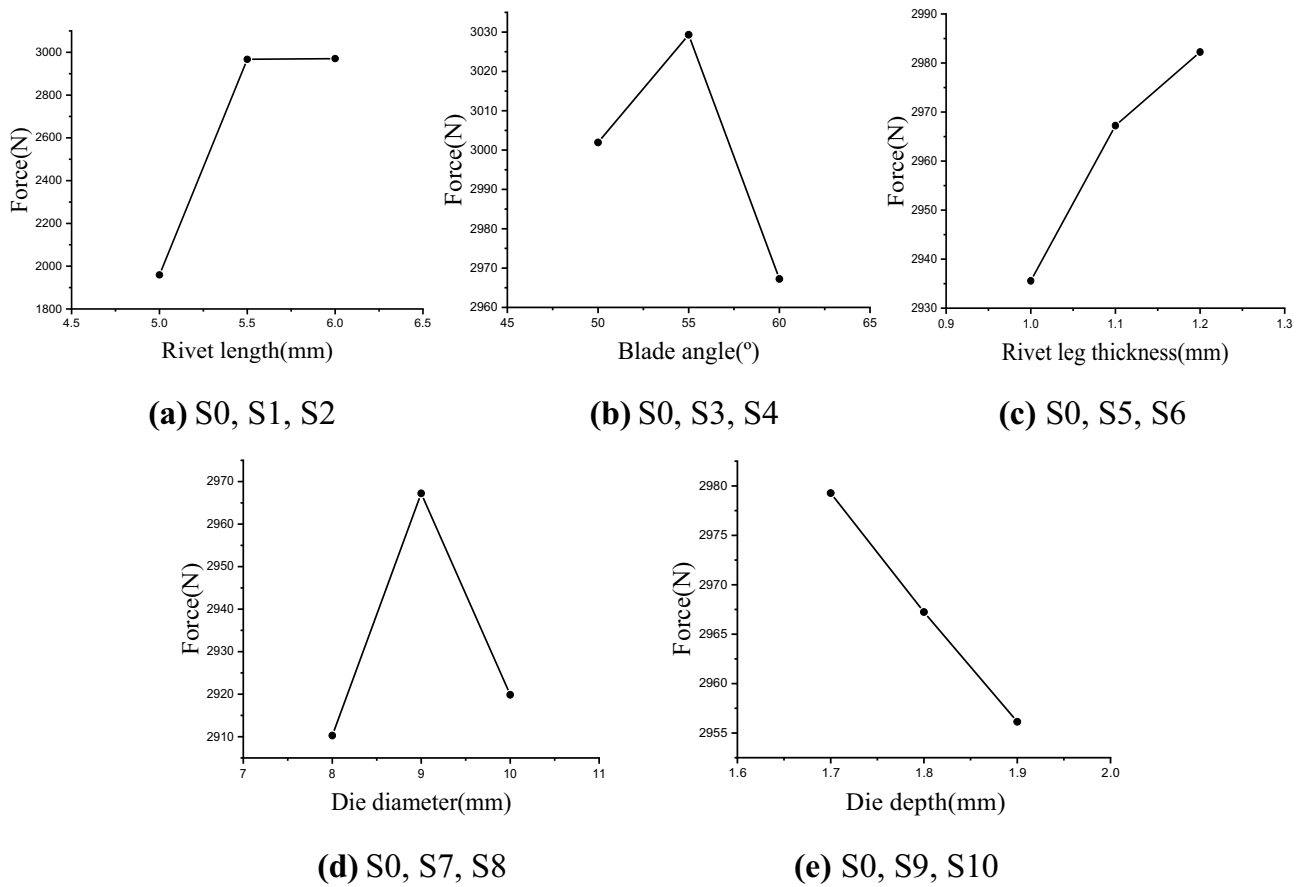 3000
2800
2600
2400
2200
2000
1800
Force(N)
4.5 5.0 5.5 6.0 6.5
Rivet length(mm)
(a) S0, S1, S2
3030
3020
3010
3000
2990
2980
2970
2960
Force(N)
45 50 55 60 65
Blade angle(º)
(b) S0, S3, S4
2990
2980
2970
2960
2950
2940
2930
Force(N)
0.9 1.0 1.1 1.2 1.3
Rivet leg thickness(mm)
(c) S0, S5, S6
2970
2960
2950
2940
2930
2920
2910
Force(N)
7 8 9 10 11
Die diameter(mm)
(d) S0, S7, S8
2980
2975
2970
2965
2960
2955
Force(N)
1.6 1.7 1.8 1.9 2.0
Die depth(mm)
(e) S0, S9, S10